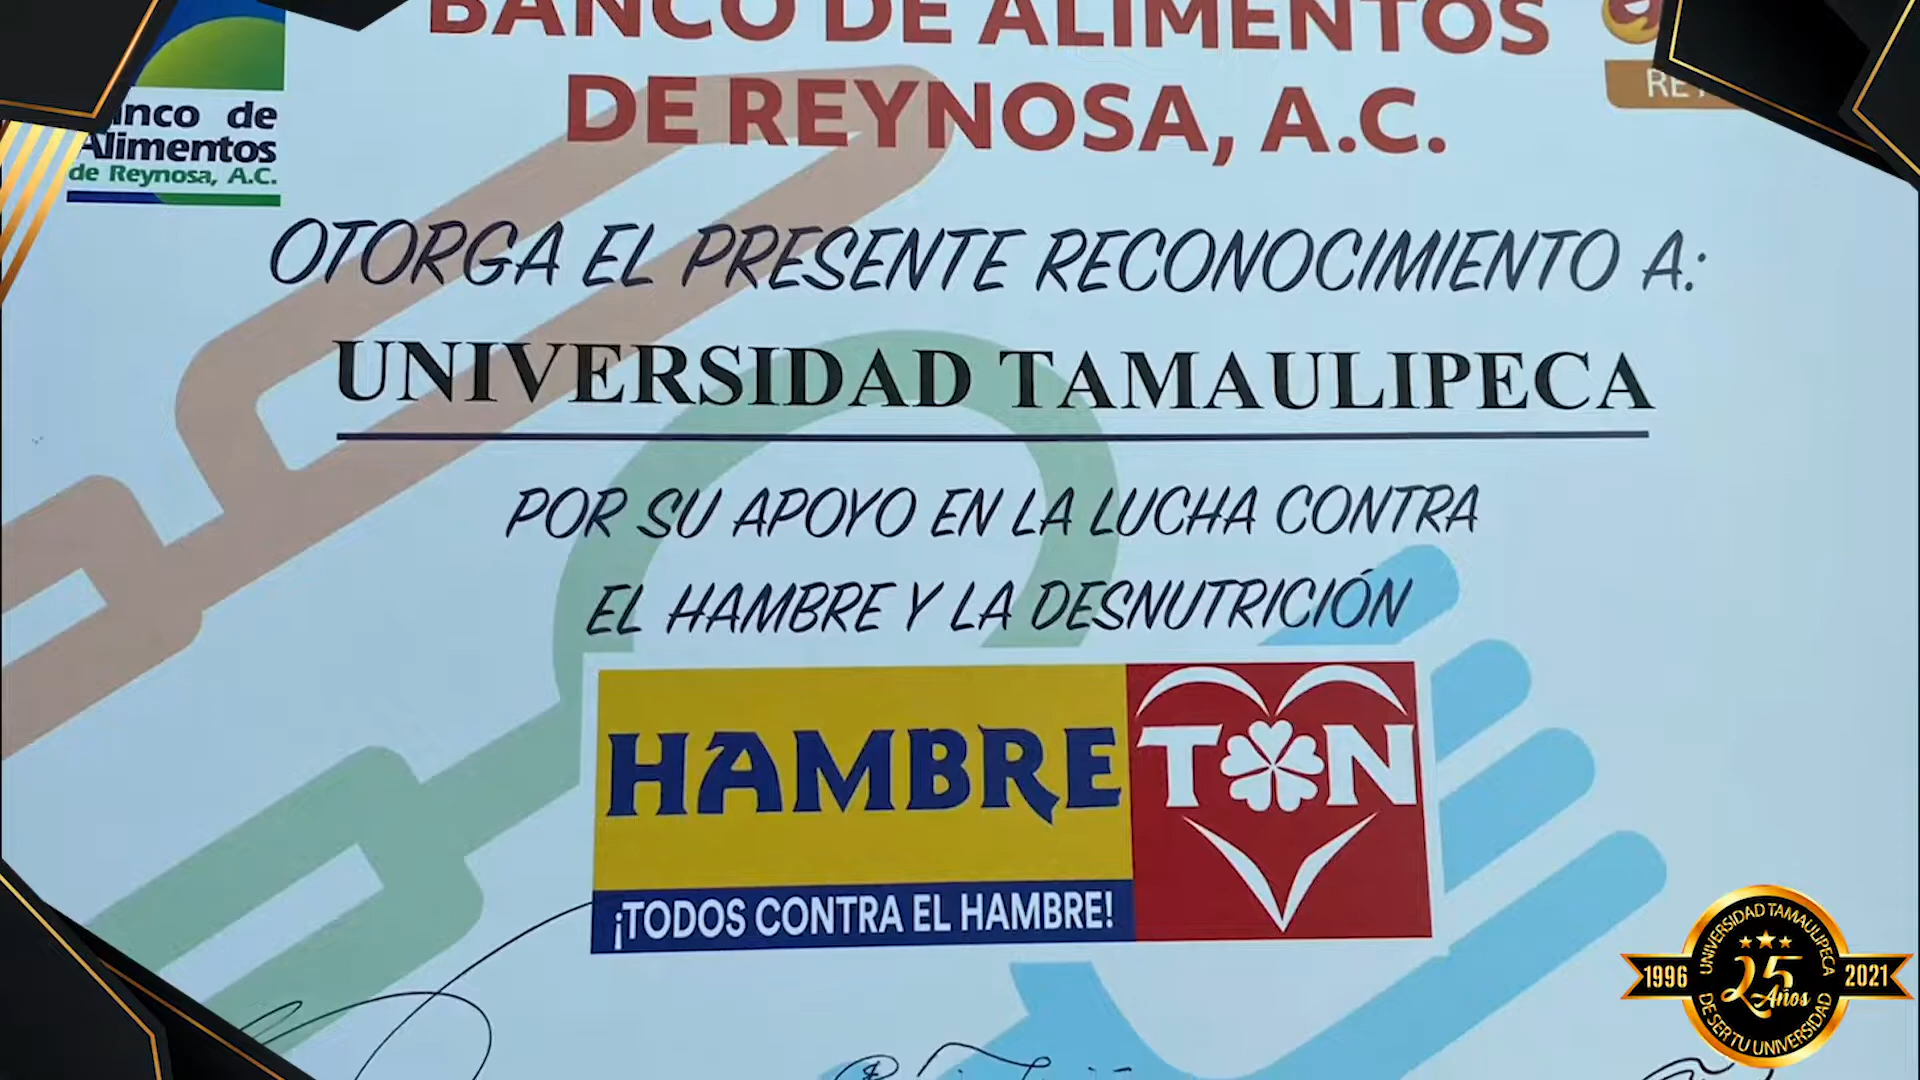 BANCO DE ALIMENTOS
DE REYNOSA, A.C.
Alimentos
de Reynosa, A.C.
OTORGA EL PRESENTE RECONOCIMIENTO A:
UNIVERSIDAD TAMAULIPECA
POR SU APOYO EN LA LUCHA CONTRA
EL HAMBRE Y LA DESNUTRICIÓN
HAMBRETON
¡TODOS CONTRA EL HAMBRE!
UNIVERSIDAD TAMAULIPECA
1996
25
Años
2021
DE SER TU UNIVERSIDAD